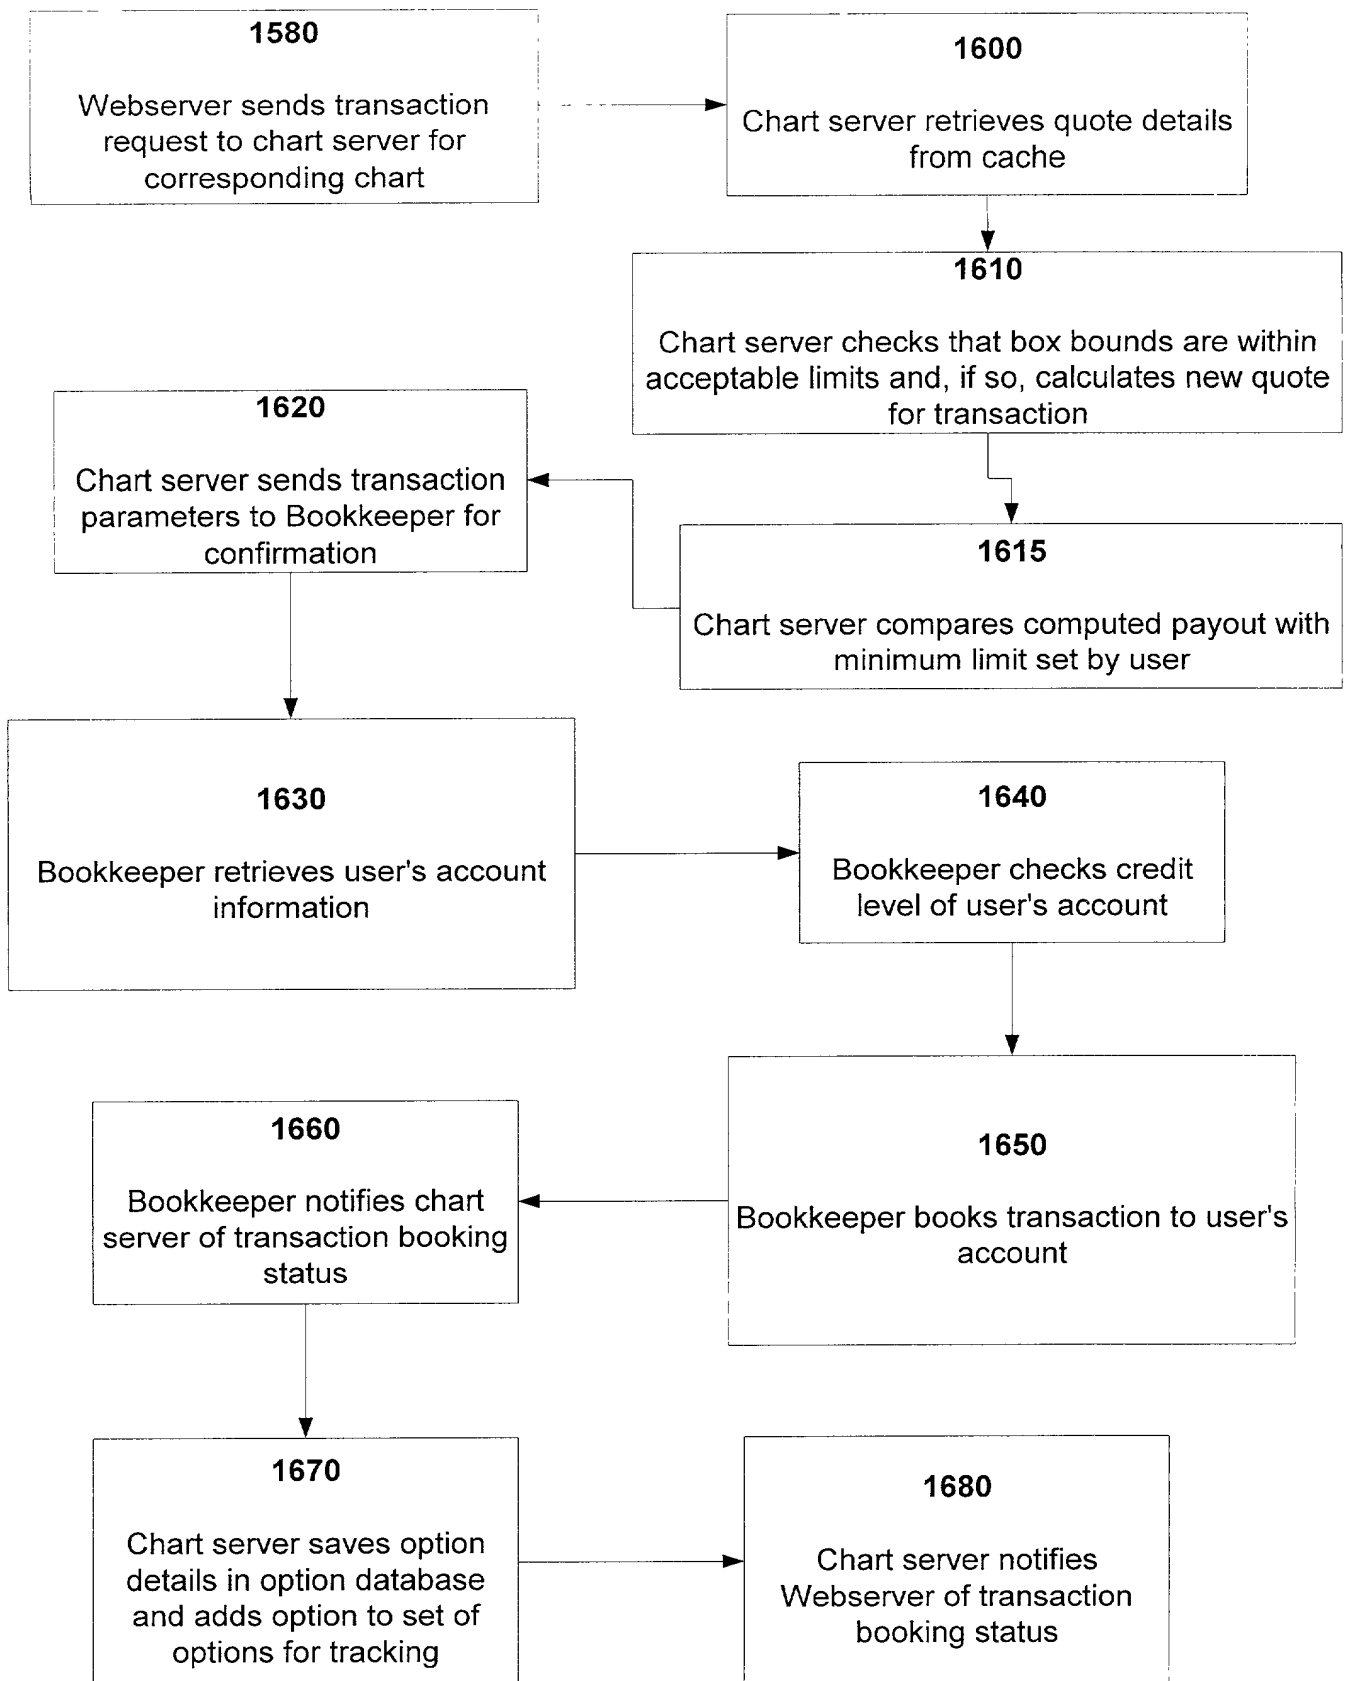 1580
Webserver sends transaction
request to chart server for
corresponding chart
1600
Chart server retrieves quote details
from cache
1610
Chart server checks that box bounds are within
acceptable limits and, if so, calculates new quote
for transaction
1615
Chart server compares computed payout with
minimum limit set by user
1620
Chart server sends transaction
parameters to Bookkeeper for
confirmation
1630
Bookkeeper retrieves user's account
information
1640
Bookkeeper checks credit
level of user's account
1650
Bookkeeper books transaction to user's
account
1660
Bookkeeper notifies chart
server of transaction booking
status
1670
Chart server saves option
details in option database
and adds option to set of
options for tracking
1680
Chart server notifies
Webserver of transaction
booking status